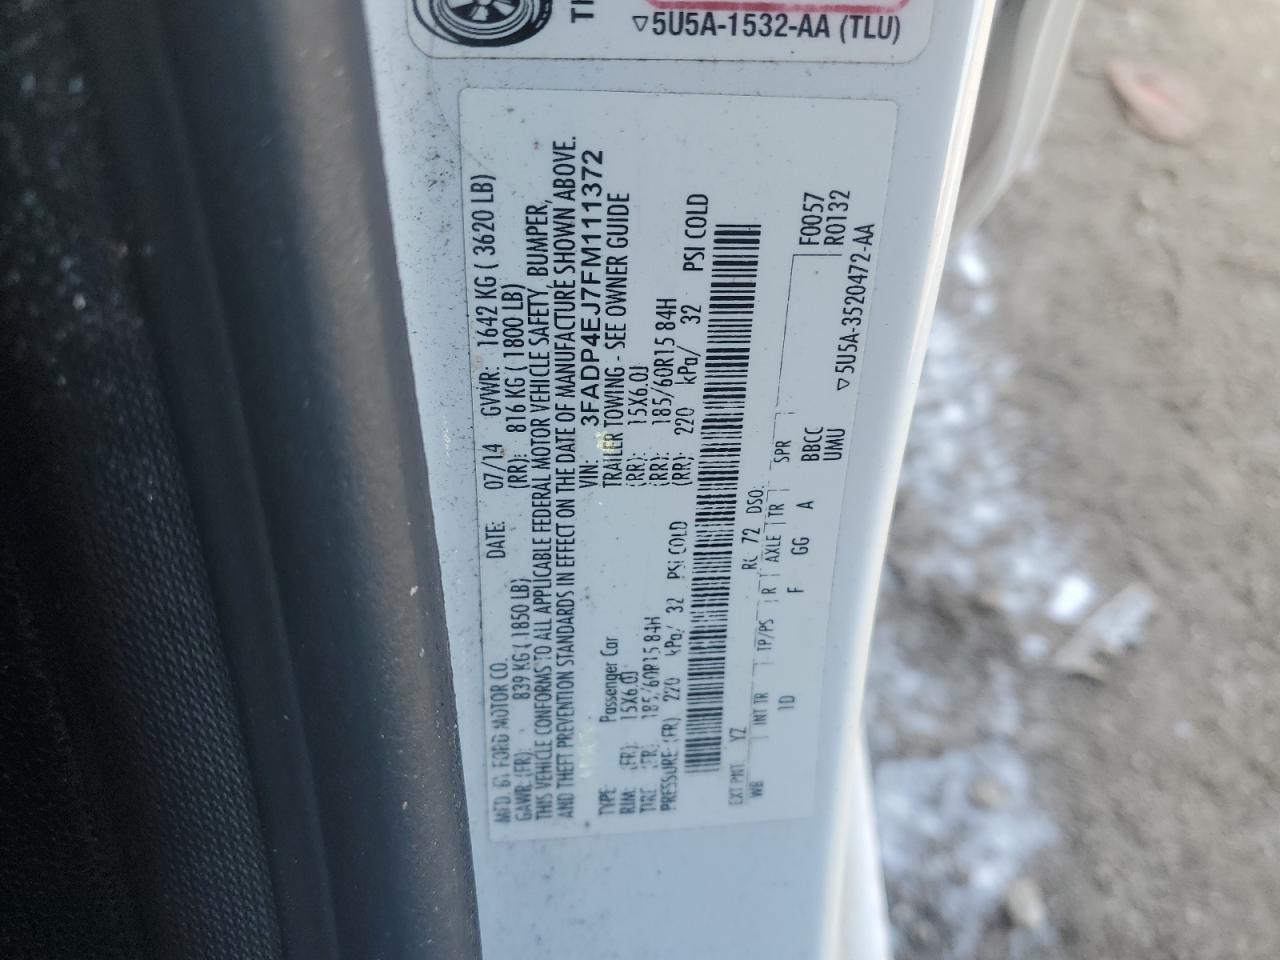 TH
▽5U5A-1532-AA (TLU)
MFD. BY FORD MOTOR CO. DATE: 07/14 GVWR: 1642 KG ( 3620 LB)
GAWR: (FR): 839 KG ( 1850 LB) (RR): 816 KG ( 1800 LB)
THIS VEHICLE CONFORMS TO ALL APPLICABLE FEDERAL MOTOR VEHICLE SAFETY, BUMPER,
AND THEFT PREVENTION STANDARDS IN EFFECT ON THE DATE OF MANUFACTURE SHOWN ABOVE.
VIN: 3FADP4EJ7FM111372
TYPE: Passenger Car TRAILER TOWING - SEE OWNER GUIDE
RIM: (FR): 15X6.0J (RR): 15X6.0J
TIRE (FR): 185/60R15 84H (RR): 185/60R15 84H
PRESSURE: (FR) 220 kPa/ 32 PSI COLD (RR) 220 kPa/ 32 PSI COLD
EXT PNT: YZ RC 72 DSO: F0057
WB INT TR TP/PS R AXLE TR SPR R0132
1D F GG A BBCC
UMU
▽5U5A-3520472-AA